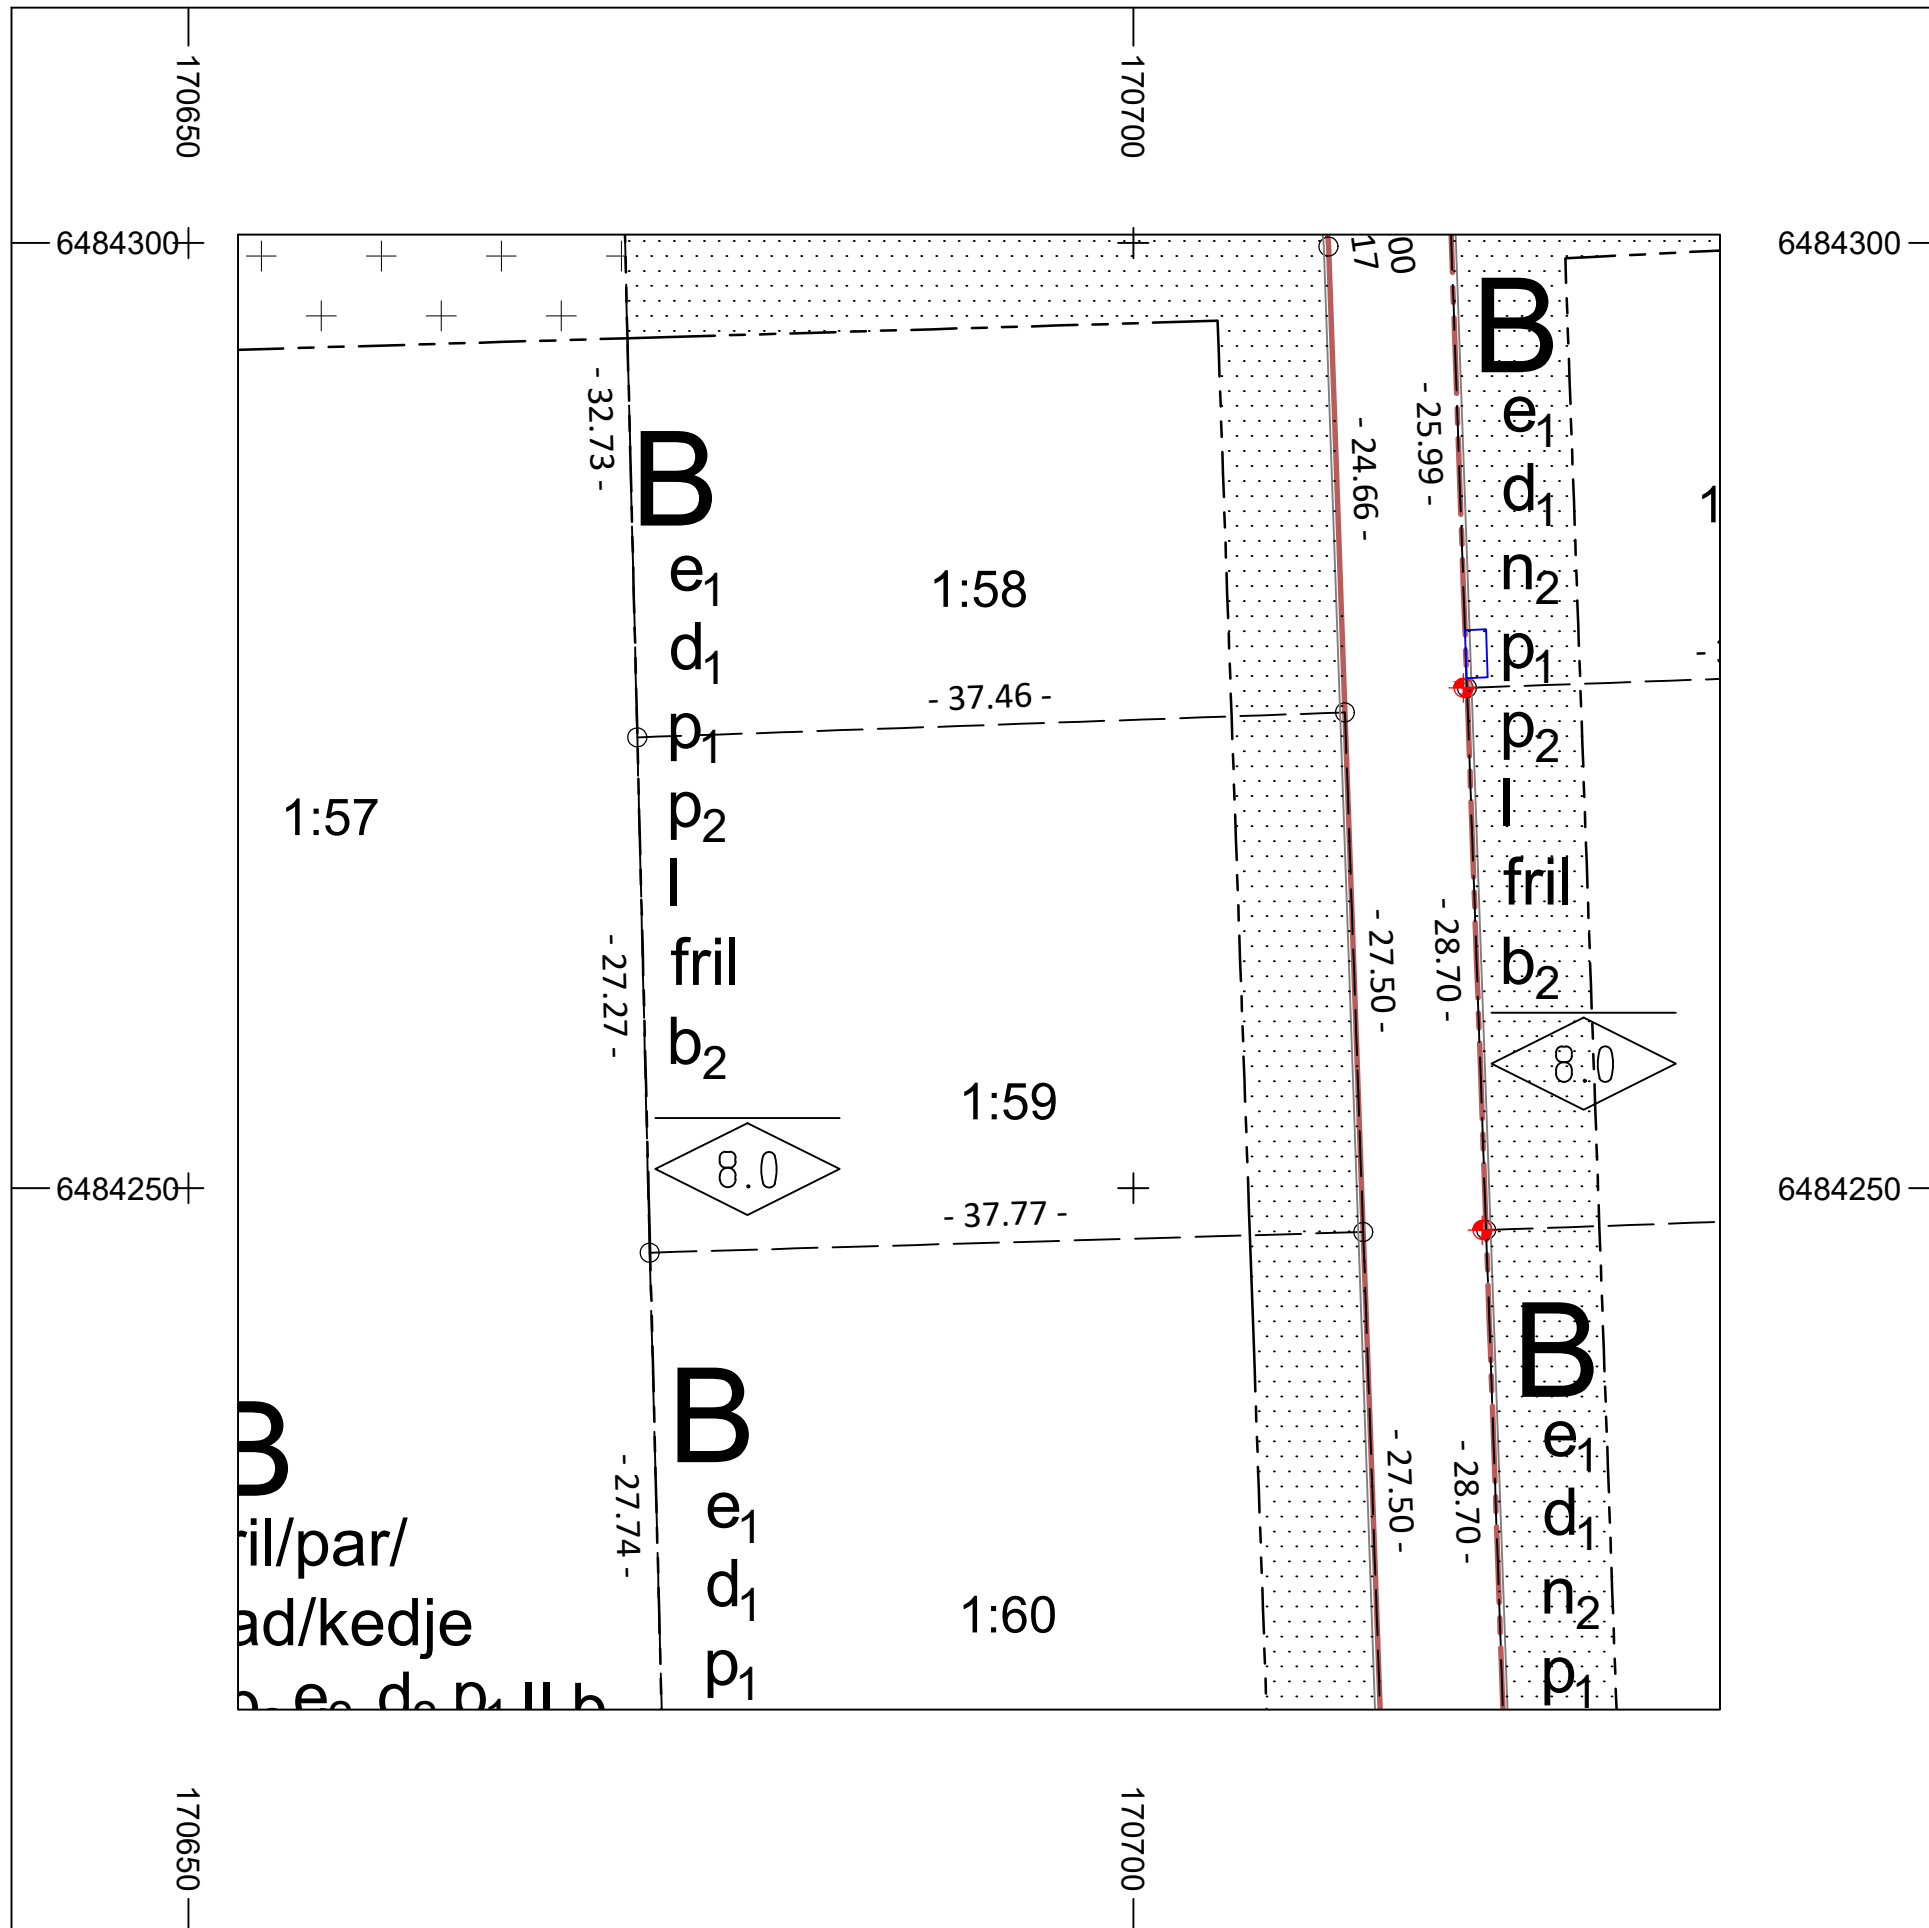 170650
170700
6484300
6484300
00
17
- 32.73 -
- 24.66 -
- 25.99 -
B
e1
d1
n2
p1
p2
I
fril
b2
8.0
B
e1
d1
p1
p2
I
fril
b2
8.0
1:58
- 37.46 -
1:57
- 27.27 -
- 27.50 -
- 28.70 -
1:59
6484250
6484250
- 37.77 -
B
e1
d1
p1
1:60
- 27.74 -
- 27.50 -
- 28.70 -
B
e1
d1
n2
p1
B
ril/par/
ad/kedje
170650
170700